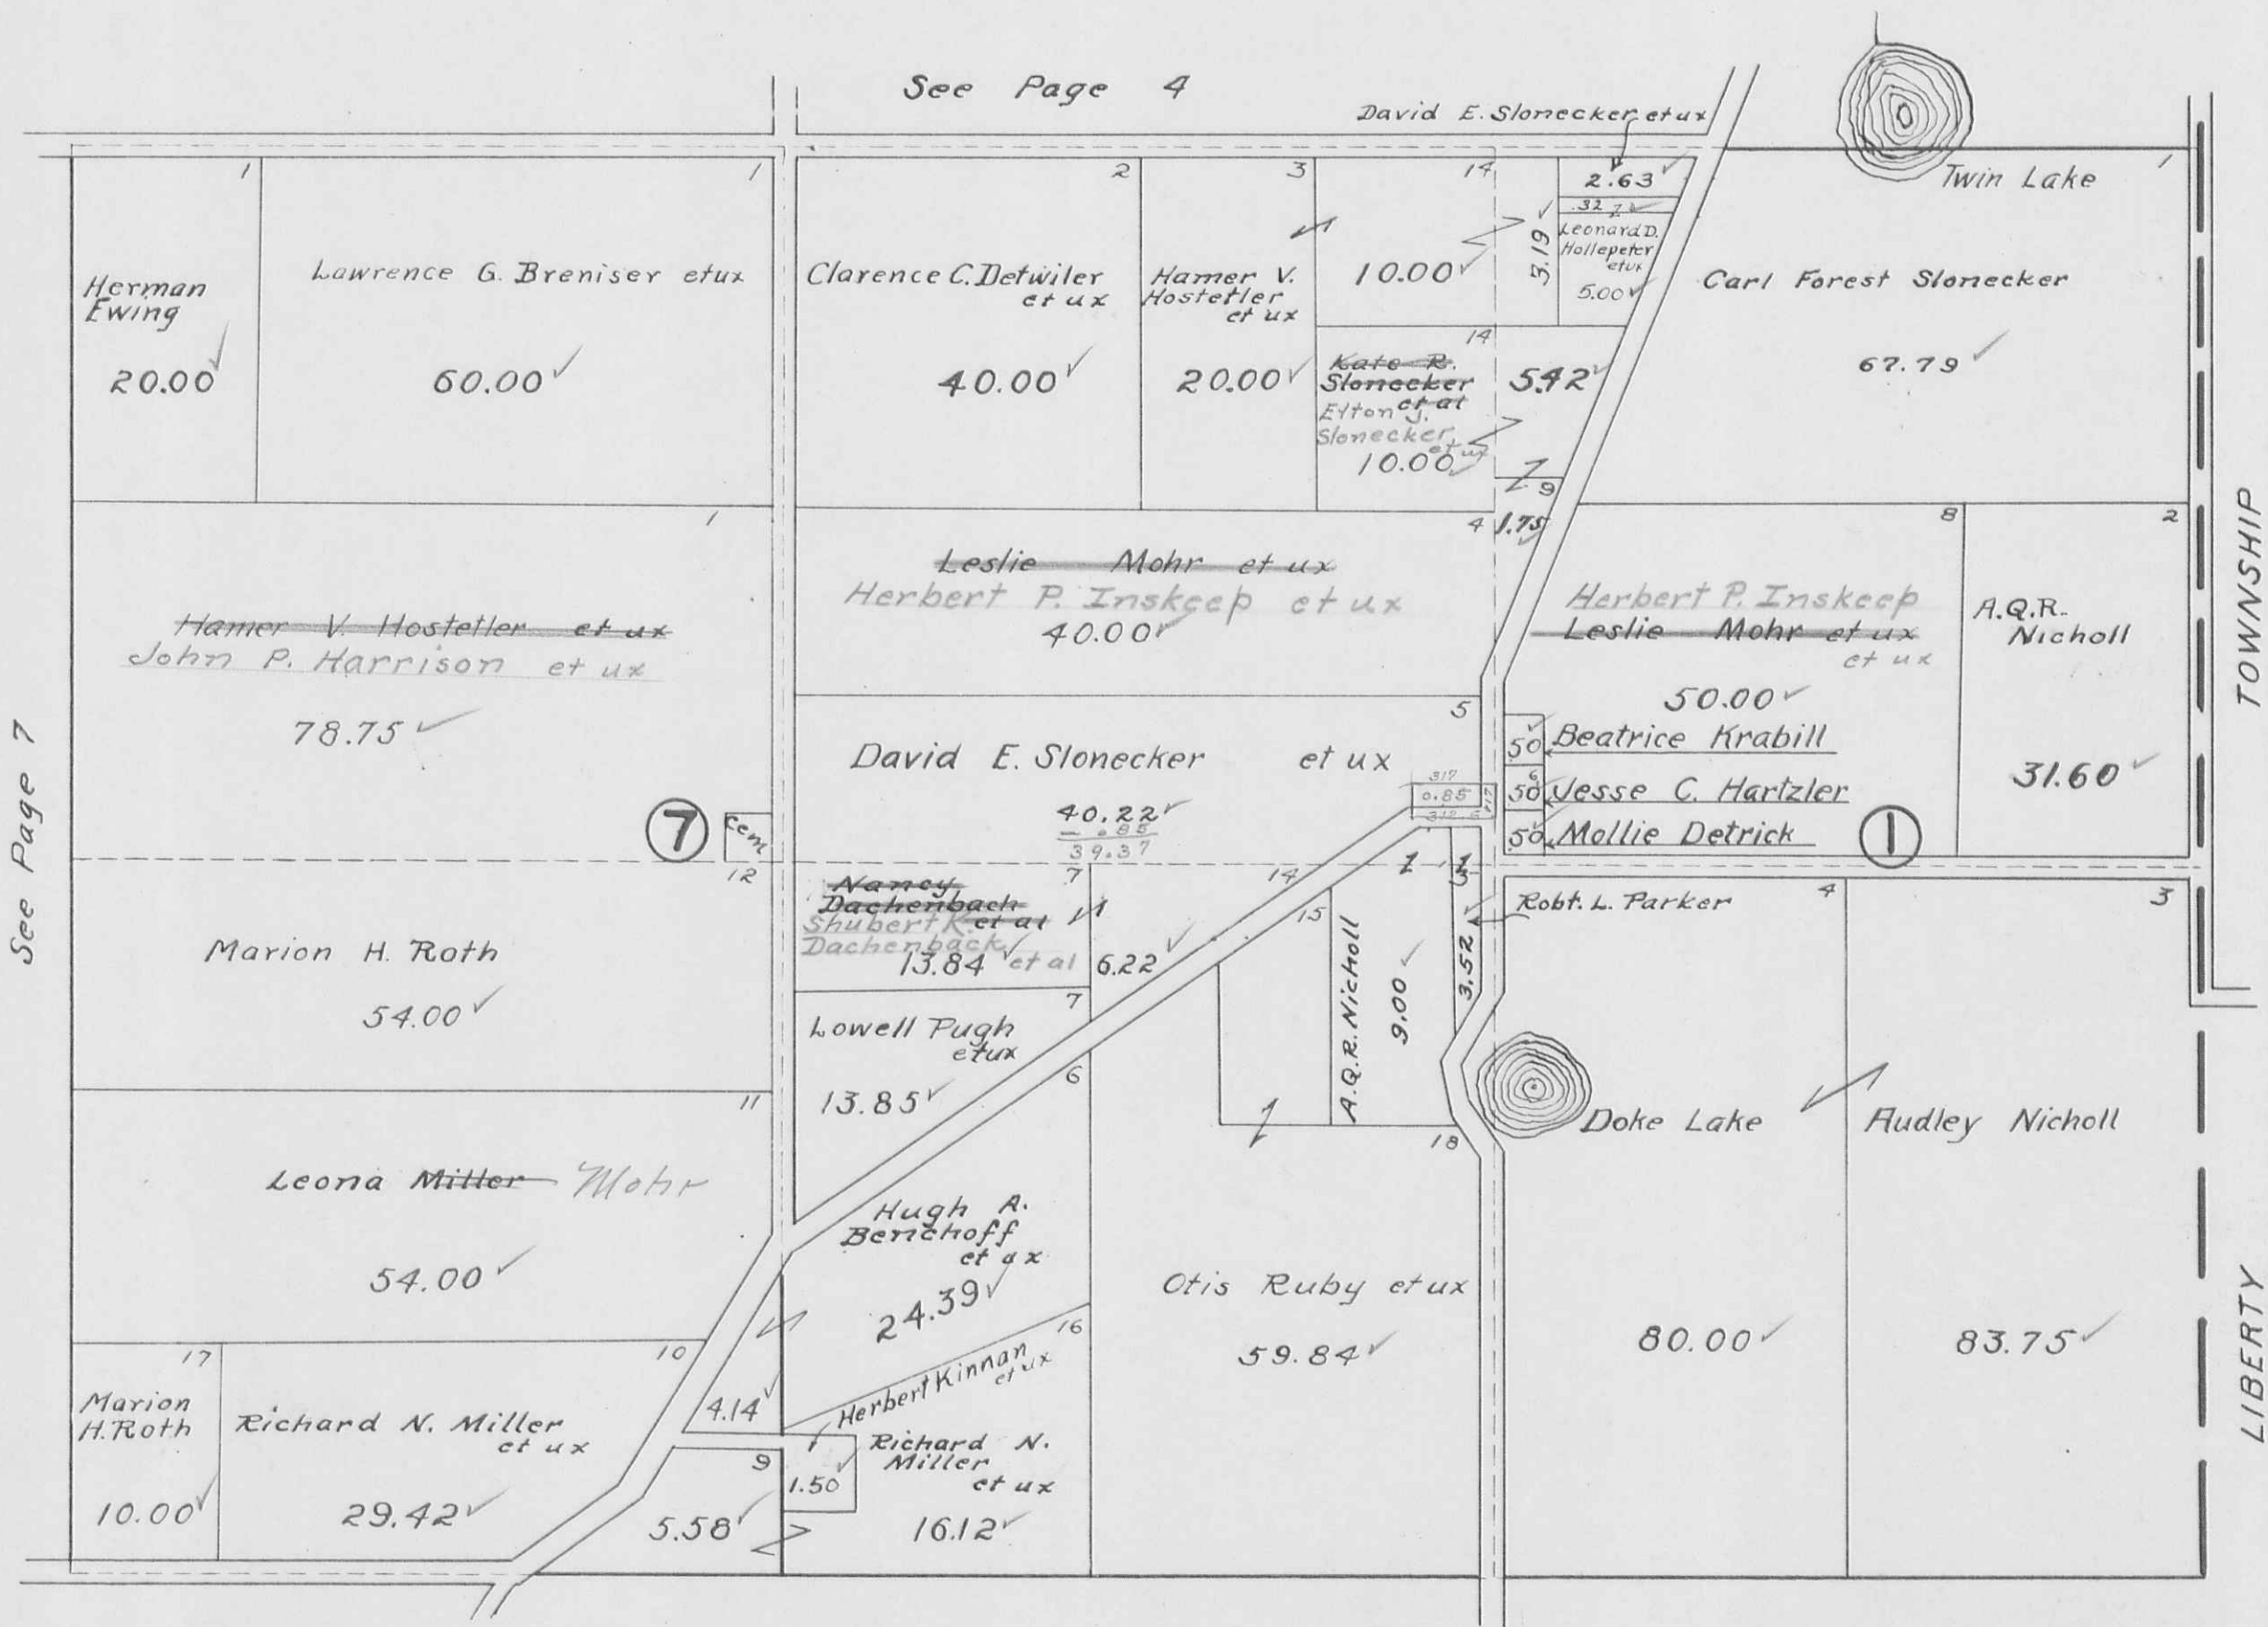 See Page 4
David E. Slonecker et ux
1
1
2
3
14
2.63
Twin Lake
1
.32
3.19
Leonard D.
Hollepeter
et ux
5.00
Herman
Ewing
20.00
Lawrence G. Breniser et ux
60.00
Clarence C. Detwiler
et ux
40.00
Hamer V.
Hostetler
et ux
20.00
10.00
14
Kate R.
Slonecker
et al
Elton J.
Slonecker
et ux
10.00
5.42
Carl Forest Slonecker
67.79
9
1
4
1.75
8
2
TOWNSHIP
Leslie Mohr et ux
Herbert P. Inskeep et ux
40.00
Herbert P. Inskeep
Leslie Mohr et ux
et ux
50.00
A.Q.R.
Nicholl
31.60
Hamer V. Hostetler et ux
John P. Harrison et ux
78.75
See Page 7
5
David E. Slonecker et ux
40.22
- .85
39.37
317
0.85
50 Beatrice Krabill
6
50 Jesse C. Hartzler
50 Mollie Detrick
1
7
cem
12
Marion H. Roth
54.00
Nancy
Dachenbach
et al
Shubert K.
Dachenback
et al
13.84
7
6.22
14
15
A.Q.R. Nicholl
9.00
13
3.52
Robt. L. Parker
4
3
7
Lowell Pugh
et ux
13.85
6
11
18
Doke Lake
Audley Nicholl
Leona Miller Mohr
54.00
Hugh A.
Benchoff
et ux
24.39
Otis Ruby et ux
59.84
80.00
83.75
LIBERTY
17
10
16
Marion
H. Roth
10.00
Richard N. Miller
et ux
29.42
4.14
Herbert Kinnan
et ux
9
1.50
5.58
Richard N.
Miller
et ux
16.12